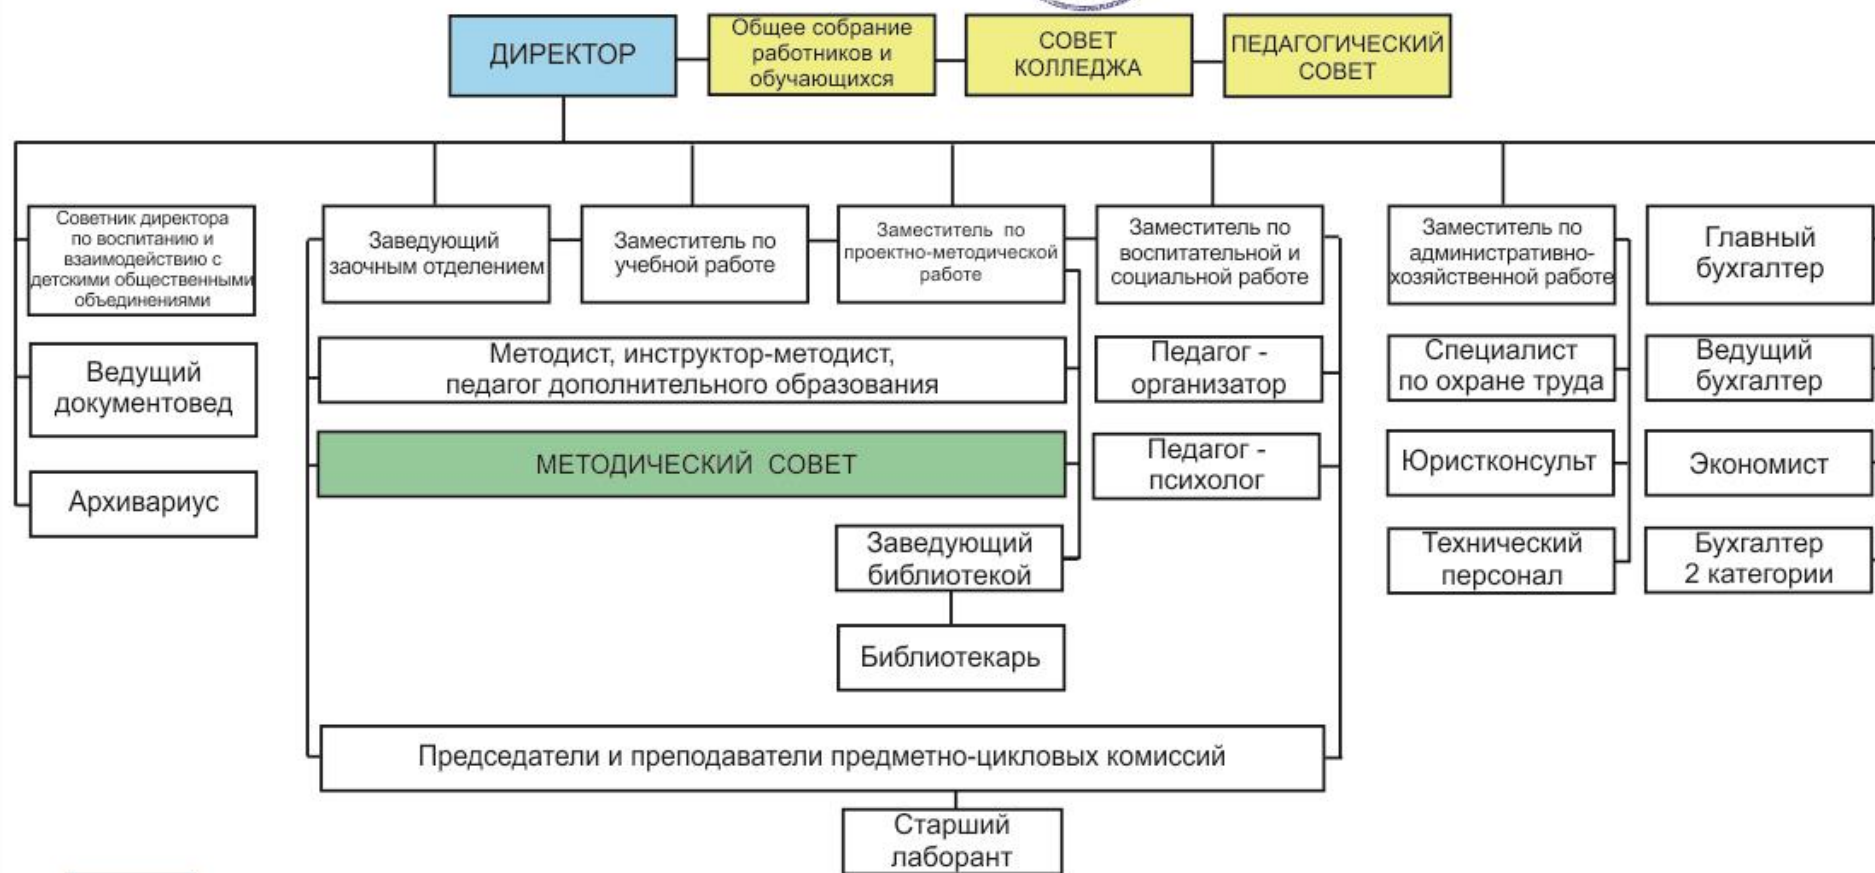 ДИРЕКТОР
Общее собрание
работников и
обучающихся
СОВЕТ
КОЛЛЕДЖА
ПЕДАГОГИЧЕСКИЙ
СОВЕТ
Советник директора
по воспитанию и
взаимодействию с
детскими общественными
объединениями
Заведующий
заочным отделением
Заместитель по
учебной работе
Заместитель по
проектно-методической
работе
Заместитель по
воспитательной и
социальной работе
Заместитель по
административно-
хозяйственной работе
Главный
бухгалтер
Ведущий
документовед
Методист, инструктор-методист,
педагог дополнительного образования
Педагог -
организатор
Специалист
по охране труда
Ведущий
бухгалтер
Архивариус
МЕТОДИЧЕСКИЙ СОВЕТ
Педагог -
психолог
Юристконсульт
Экономист
Заведующий
библиотекой
Технический
персонал
Бухгалтер
2 категории
Библиотекарь
Председатели и преподаватели предметно-цикловых комиссий
Старший
лаборант